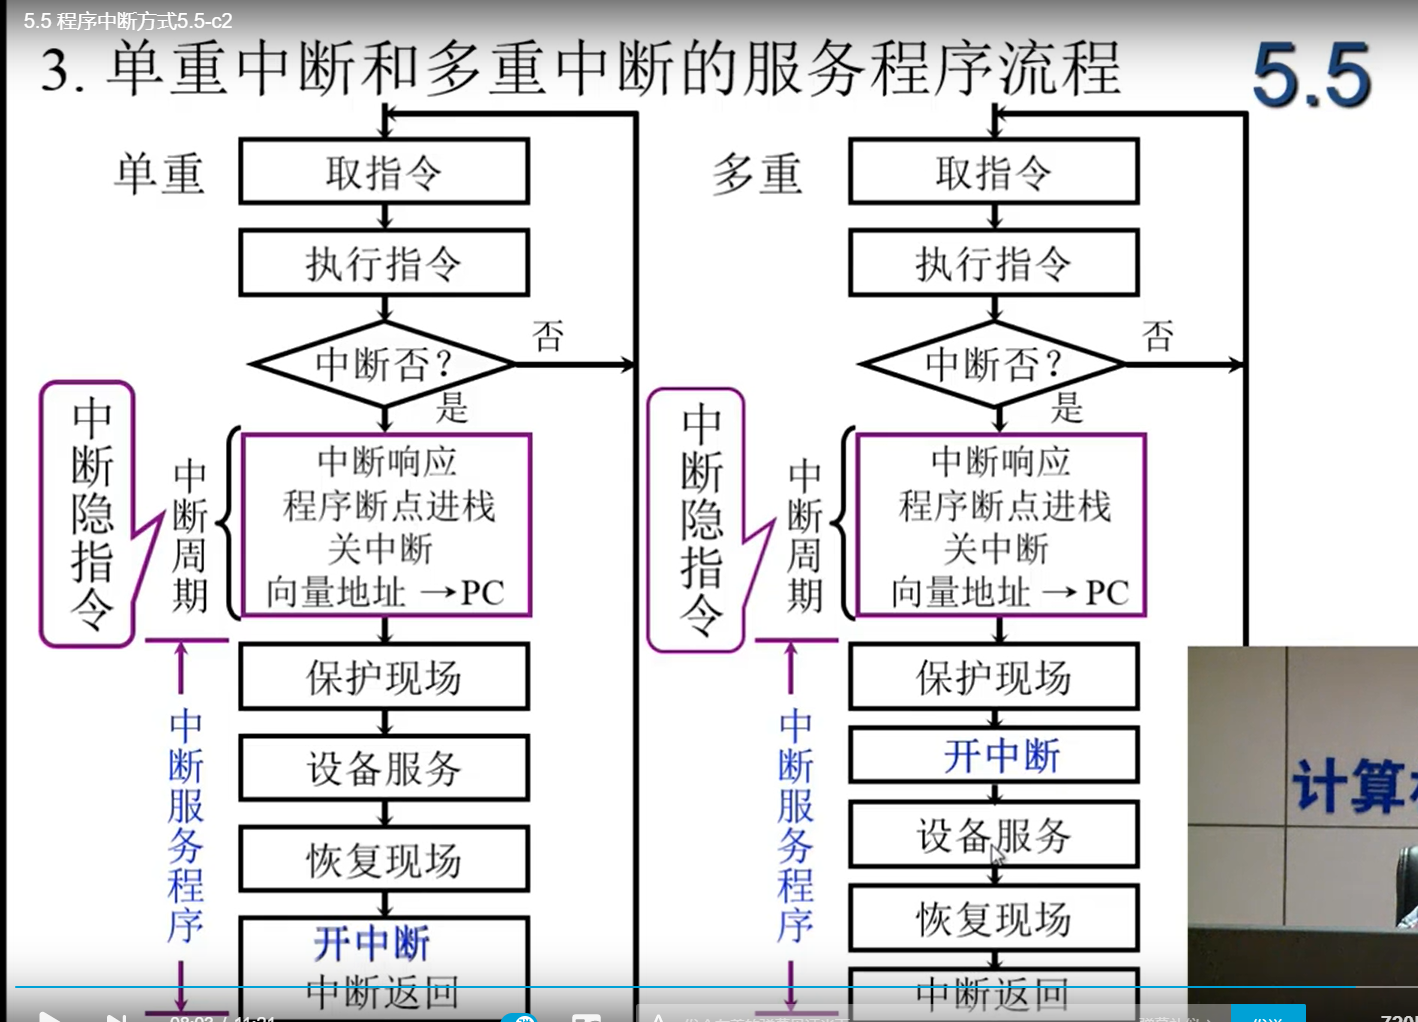 5.5 程序中断方式5.5-c2
3. 单重中断和多重中断的服务程序流程
5.5
单重
取指令
执行指令
中断否?
否
是
中断隐指令
中断周期
中断响应
程序断点进栈
关中断
向量地址 →PC
中断服务程序
保护现场
设备服务
恢复现场
开中断
中断返回
多重
取指令
执行指令
中断否?
否
是
中断隐指令
中断周期
中断响应
程序断点进栈
关中断
向量地址 → PC
中断服务程序
保护现场
开中断
设备服务
恢复现场
中断返回
计算